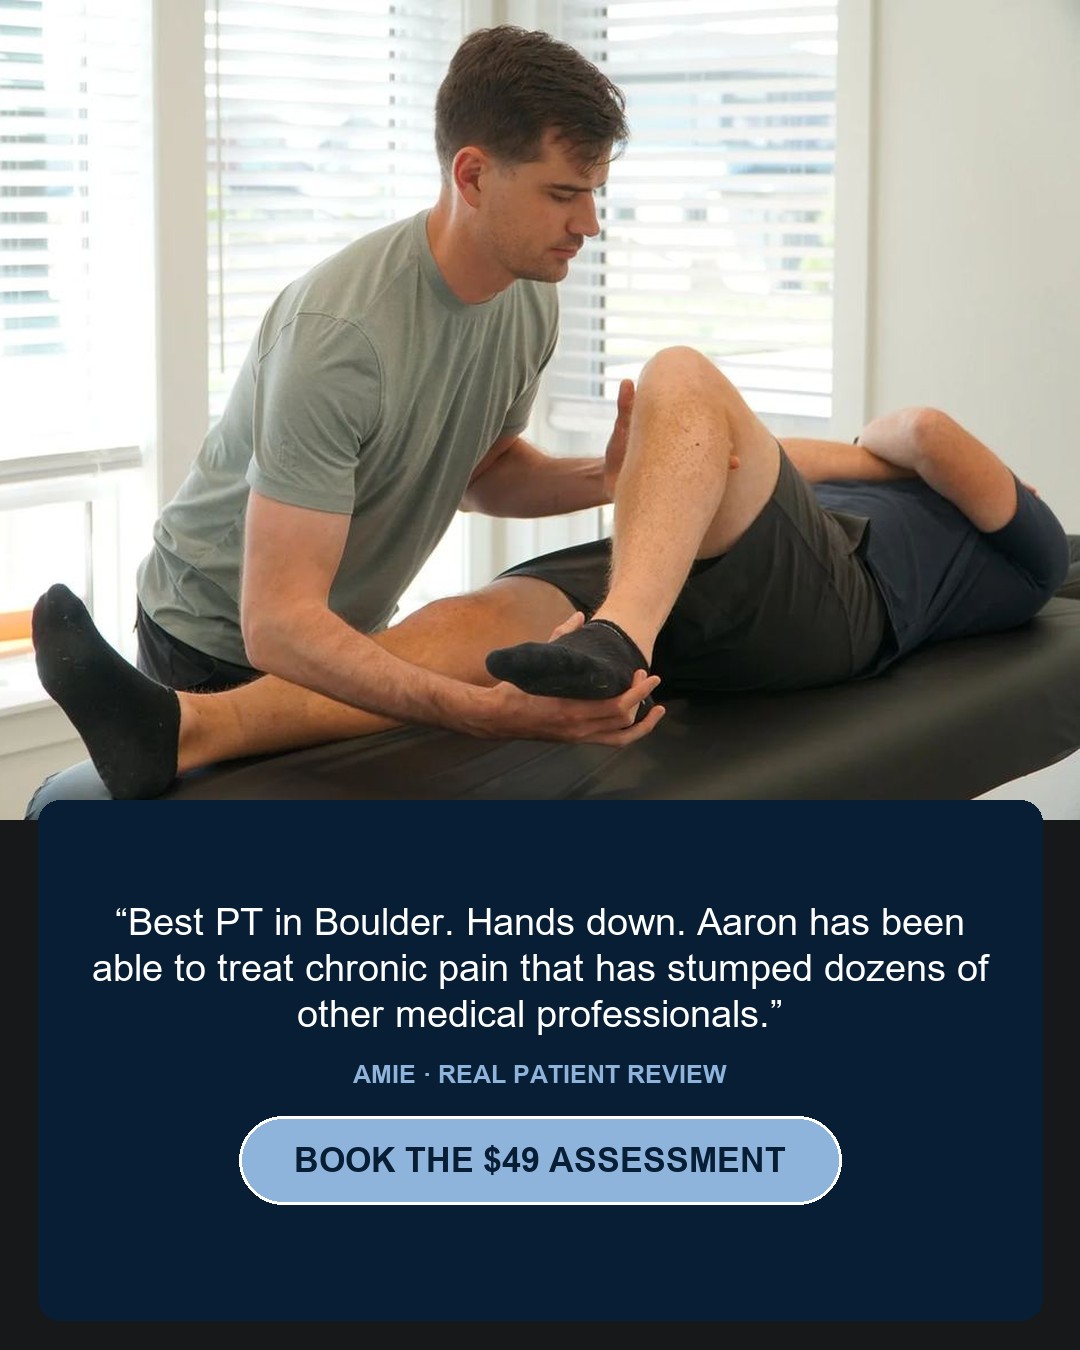 “Best PT in Boulder. Hands down. Aaron has been
able to treat chronic pain that has stumped dozens of
other medical professionals.”
AMIE · REAL PATIENT REVIEW
BOOK THE $49 ASSESSMENT